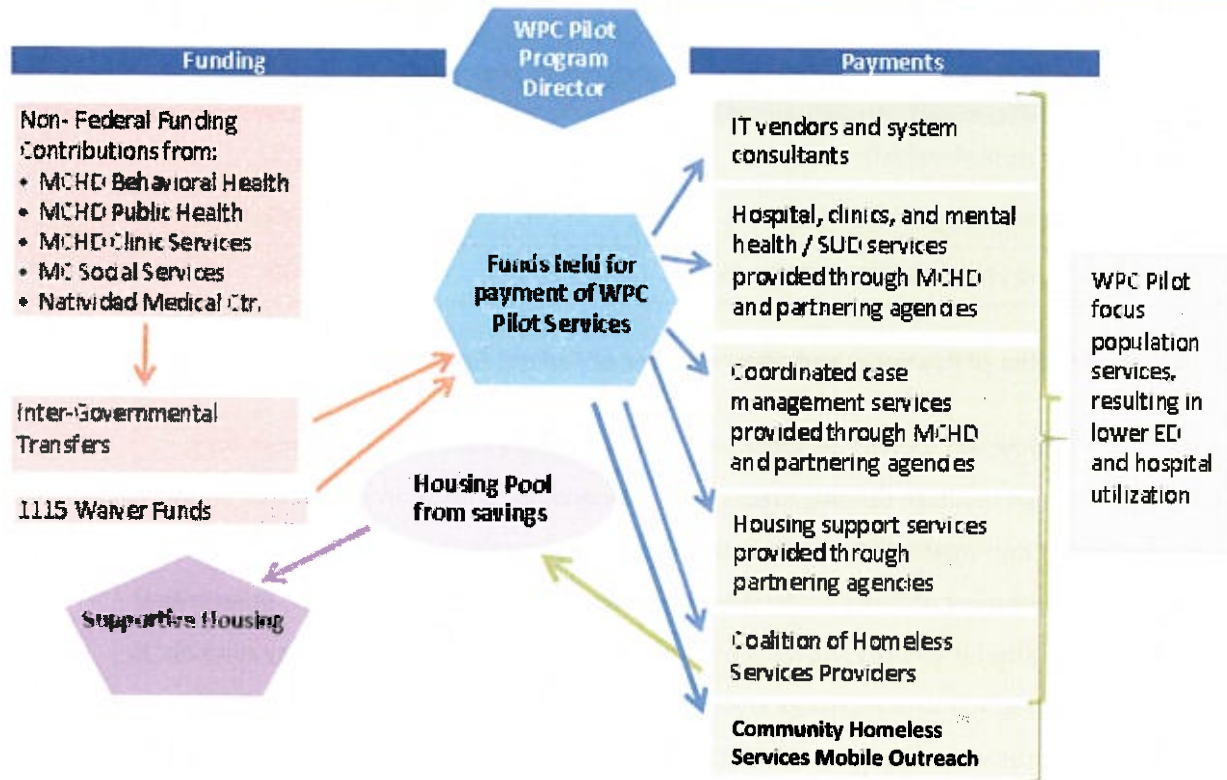 WPC Pilot
Program
Director
Funding
Payments
Non- Federal Funding
Contributions from:
• MCHD Behavioral Health
• MCHD Public Health
• MCHD Clinic Services
• MC Social Services
• Natividad Medical Ctr.
Inter-Governmental
Transfers
1115 Waiver Funds
Supportive Housing
Funds held for
payment of WPC
Pilot Services
Housing Pool
from savings
IT vendors and system
consultants
Hospital, clinics, and mental
health / SUD services
provided through MCHD
and partnering agencies
Coordinated case
management services
provided through MCHD
and partnering agencies
Housing support services
provided through
partnering agencies
Coalition of Homeless
Services Providers
Community Homeless
Services Mobile Outreach
WPC Pilot
focus
population
services,
resulting in
lower ED
and hospital
utilization